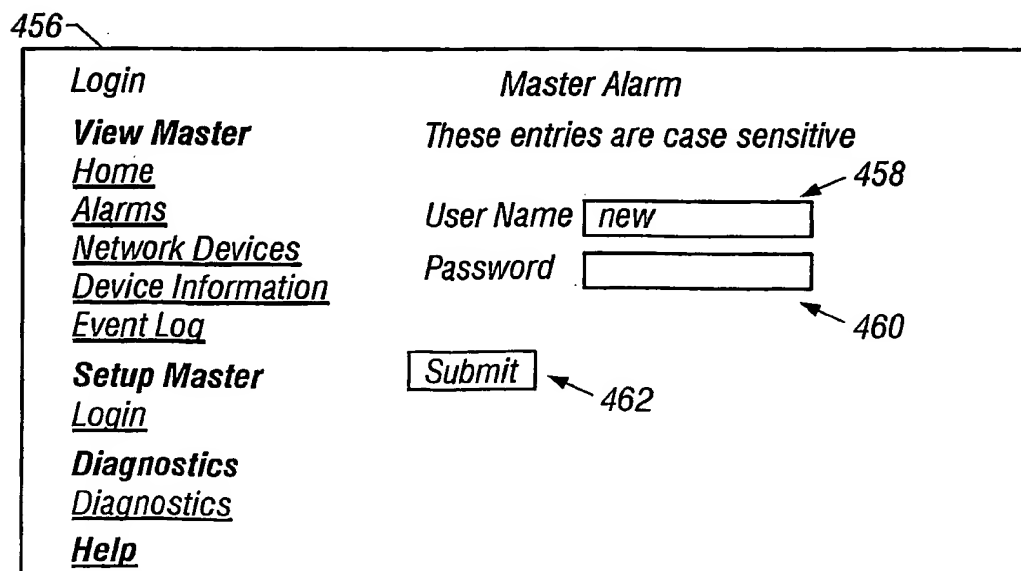 456
Login Master Alarm
View Master These entries are case sensitive
Home 458
Alarms User Name new
Network Devices Password
Device Information
Event Log 460
Setup Master Submit 462
Login
Diagnostics
Diagnostics
Help